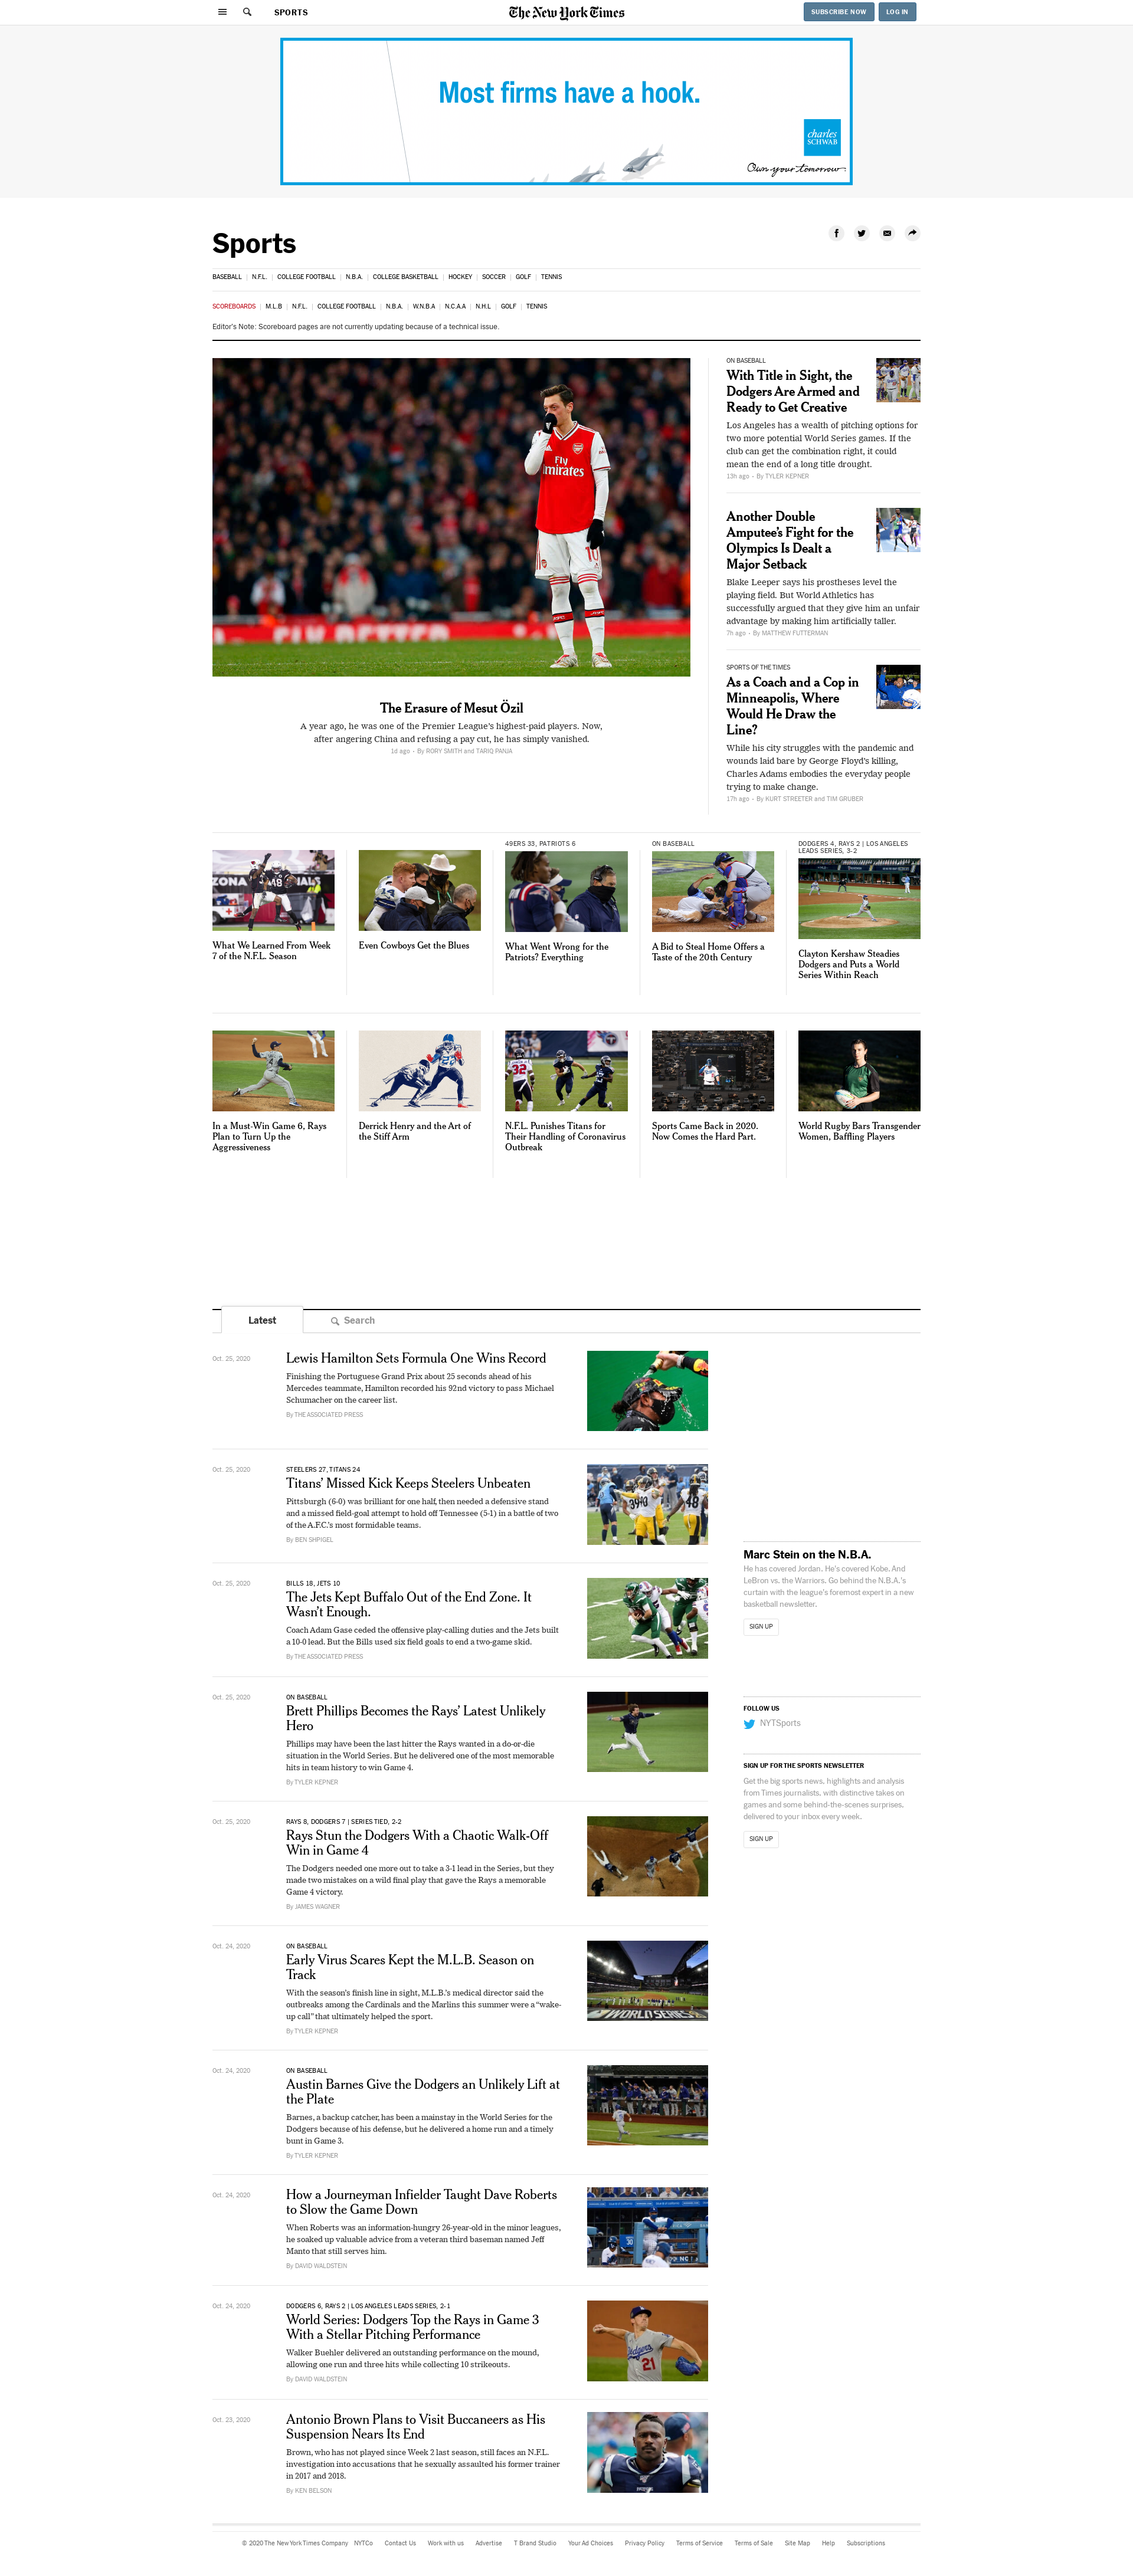 SPORTS
The New York Times
SUBSCRIBE NOW
LOG IN
Most firms have a hook.
charles
SCHWAB
Own your tomorrow
Sports
BASEBALL | N.F.L. | COLLEGE FOOTBALL | N.B.A. | COLLEGE BASKETBALL | HOCKEY | SOCCER | GOLF | TENNIS
SCOREBOARDS | M.L.B | N.F.L. | COLLEGE FOOTBALL | N.B.A. | W.N.B.A | N.C.A.A | N.H.L | GOLF | TENNIS
Editor's Note: Scoreboard pages are not currently updating because of a technical issue.
The Erasure of Mesut Özil
A year ago, he was one of the Premier League's highest-paid players. Now,
after angering China and refusing a pay cut, he has simply vanished.
1d ago • By RORY SMITH and TARIQ PANJA
ON BASEBALL
With Title in Sight, the
Dodgers Are Armed and
Ready to Get Creative
Los Angeles has a wealth of pitching options for
two more potential World Series games. If the
club can get the combination right, it could
mean the end of a long title drought.
13h ago • By TYLER KEPNER
Another Double
Amputee's Fight for the
Olympics Is Dealt a
Major Setback
Blake Leeper says his prostheses level the
playing field. But World Athletics has
successfully argued that they give him an unfair
advantage by making him artificially taller.
7h ago • By MATTHEW FUTTERMAN
SPORTS OF THE TIMES
As a Coach and a Cop in
Minneapolis, Where
Would He Draw the
Line?
While his city struggles with the pandemic and
wounds laid bare by George Floyd's killing,
Charles Adams embodies the everyday people
trying to make change.
17h ago • By KURT STREETER and TIM GRUBER
What We Learned From Week
7 of the N.F.L. Season
Even Cowboys Get the Blues
49ERS 33, PATRIOTS 6
What Went Wrong for the
Patriots? Everything
ON BASEBALL
A Bid to Steal Home Offers a
Taste of the 20th Century
DODGERS 4, RAYS 2 | LOS ANGELES
LEADS SERIES, 3-2
Clayton Kershaw Steadies
Dodgers and Puts a World
Series Within Reach
In a Must-Win Game 6, Rays
Plan to Turn Up the
Aggressiveness
Derrick Henry and the Art of
the Stiff Arm
N.F.L. Punishes Titans for
Their Handling of Coronavirus
Outbreak
Sports Came Back in 2020.
Now Comes the Hard Part.
World Rugby Bars Transgender
Women, Baffling Players
Latest
Search
Oct. 25, 2020
Lewis Hamilton Sets Formula One Wins Record
Finishing the Portuguese Grand Prix about 25 seconds ahead of his
Mercedes teammate, Hamilton recorded his 92nd victory to pass Michael
Schumacher on the career list.
By THE ASSOCIATED PRESS
Oct. 25, 2020
STEELERS 27, TITANS 24
Titans' Missed Kick Keeps Steelers Unbeaten
Pittsburgh (6-0) was brilliant for one half, then needed a defensive stand
and a missed field-goal attempt to hold off Tennessee (5-1) in a battle of two
of the A.F.C.'s most formidable teams.
By BEN SHPIGEL
Oct. 25, 2020
BILLS 18, JETS 10
The Jets Kept Buffalo Out of the End Zone. It
Wasn't Enough.
Coach Adam Gase ceded the offensive play-calling duties and the Jets built
a 10-0 lead. But the Bills used six field goals to end a two-game skid.
By THE ASSOCIATED PRESS
Oct. 25, 2020
ON BASEBALL
Brett Phillips Becomes the Rays' Latest Unlikely
Hero
Phillips may have been the last hitter the Rays wanted in a do-or-die
situation in the World Series. But he delivered one of the most memorable
hits in team history to win Game 4.
By TYLER KEPNER
Oct. 25, 2020
RAYS 8, DODGERS 7 | SERIES TIED, 2-2
Rays Stun the Dodgers With a Chaotic Walk-Off
Win in Game 4
The Dodgers needed one more out to take a 3-1 lead in the Series, but they
made two mistakes on a wild final play that gave the Rays a memorable
Game 4 victory.
By JAMES WAGNER
Oct. 24, 2020
ON BASEBALL
Early Virus Scares Kept the M.L.B. Season on
Track
With the season's finish line in sight, M.L.B.'s medical director said the
outbreaks among the Cardinals and the Marlins this summer were a "wake-
up call" that ultimately helped the sport.
By TYLER KEPNER
WORLD SERIES
Oct. 24, 2020
ON BASEBALL
Austin Barnes Give the Dodgers an Unlikely Lift at
the Plate
Barnes, a backup catcher, has been a mainstay in the World Series for the
Dodgers because of his defense, but he delivered a home run and a timely
bunt in Game 3.
By TYLER KEPNER
Oct. 24, 2020
How a Journeyman Infielder Taught Dave Roberts
to Slow the Game Down
When Roberts was an information-hungry 26-year-old in the minor leagues,
he soaked up valuable advice from a veteran third baseman named Jeff
Manto that still serves him.
By DAVID WALDSTEIN
Oct. 24, 2020
DODGERS 6, RAYS 2 | LOS ANGELES LEADS SERIES, 2-1
World Series: Dodgers Top the Rays in Game 3
With a Stellar Pitching Performance
Walker Buehler delivered an outstanding performance on the mound,
allowing one run and three hits while collecting 10 strikeouts.
By DAVID WALDSTEIN
Oct. 23, 2020
Antonio Brown Plans to Visit Buccaneers as His
Suspension Nears Its End
Brown, who has not played since Week 2 last season, still faces an N.F.L.
investigation into accusations that he sexually assaulted his former trainer
in 2017 and 2018.
By KEN BELSON
Marc Stein on the N.B.A.
He has covered Jordan. He's covered Kobe. And
LeBron vs. the Warriors. Go behind the N.B.A.'s
curtain with the league's foremost expert in a new
basketball newsletter.
SIGN UP
FOLLOW US
NYTSports
SIGN UP FOR THE SPORTS NEWSLETTER
Get the big sports news, highlights and analysis
from Times journalists, with distinctive takes on
games and some behind-the-scenes surprises,
delivered to your inbox every week.
SIGN UP
© 2020 The New York Times Company NYTCo Contact Us Work with us Advertise T Brand Studio Your Ad Choices Privacy Policy Terms of Service Terms of Sale Site Map Help Subscriptions